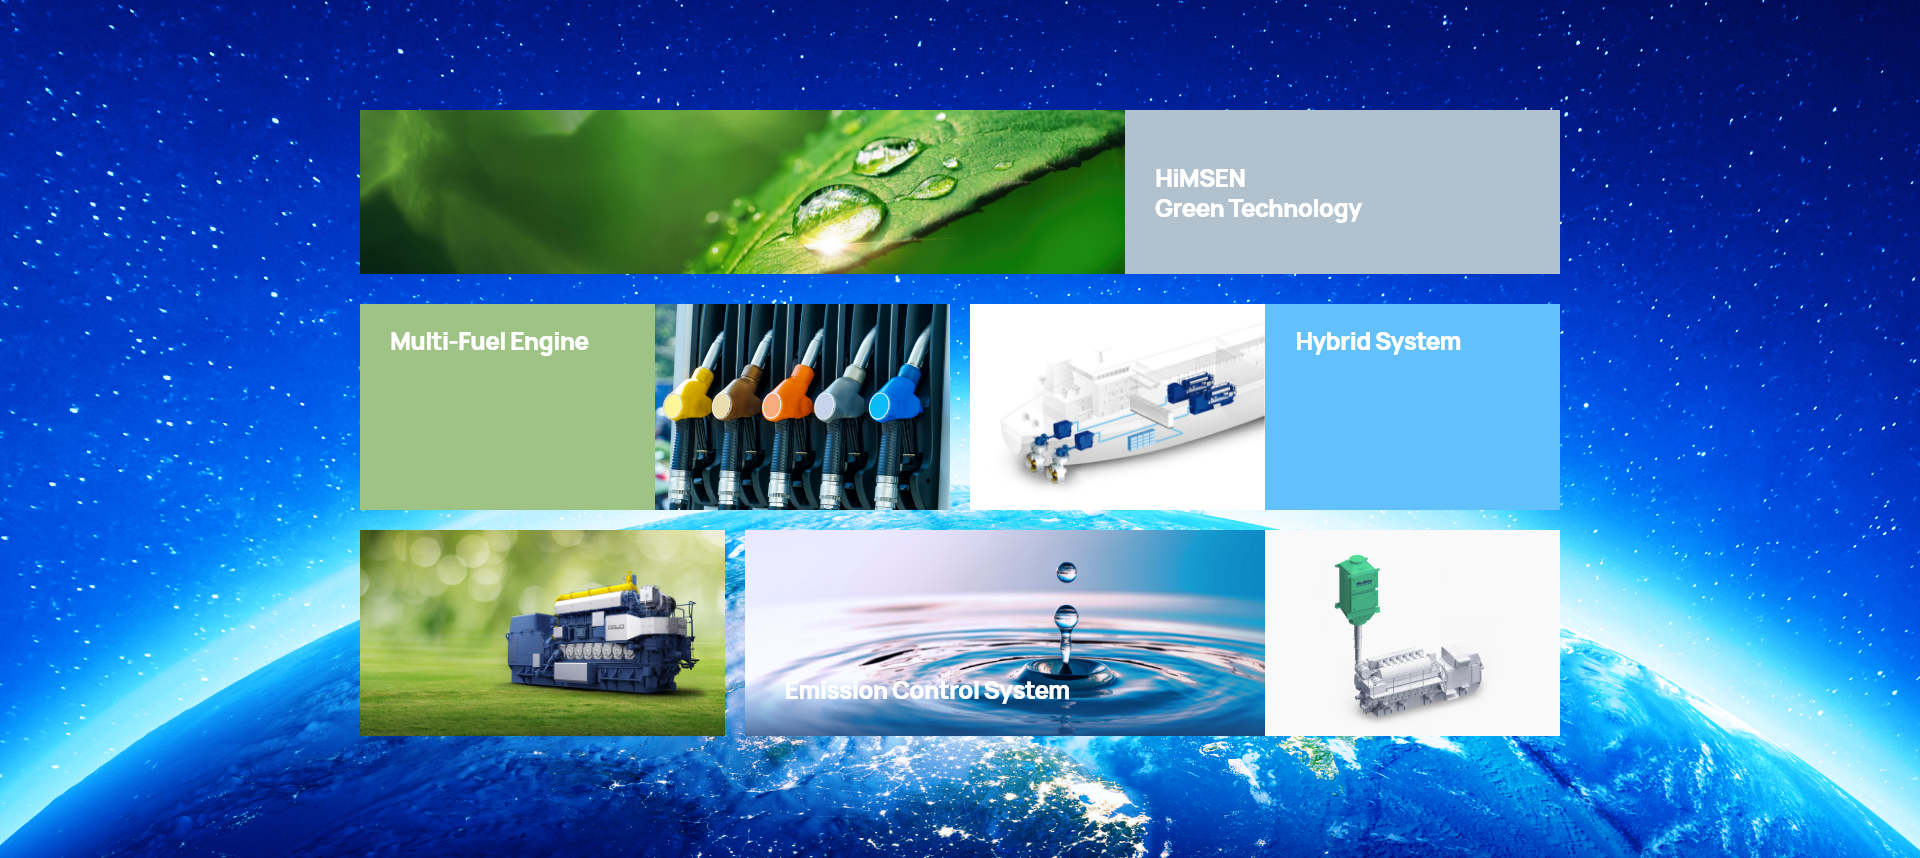 HiMSEN
Green Technology
Multi-Fuel Engine
Hybrid System
Emission Control System